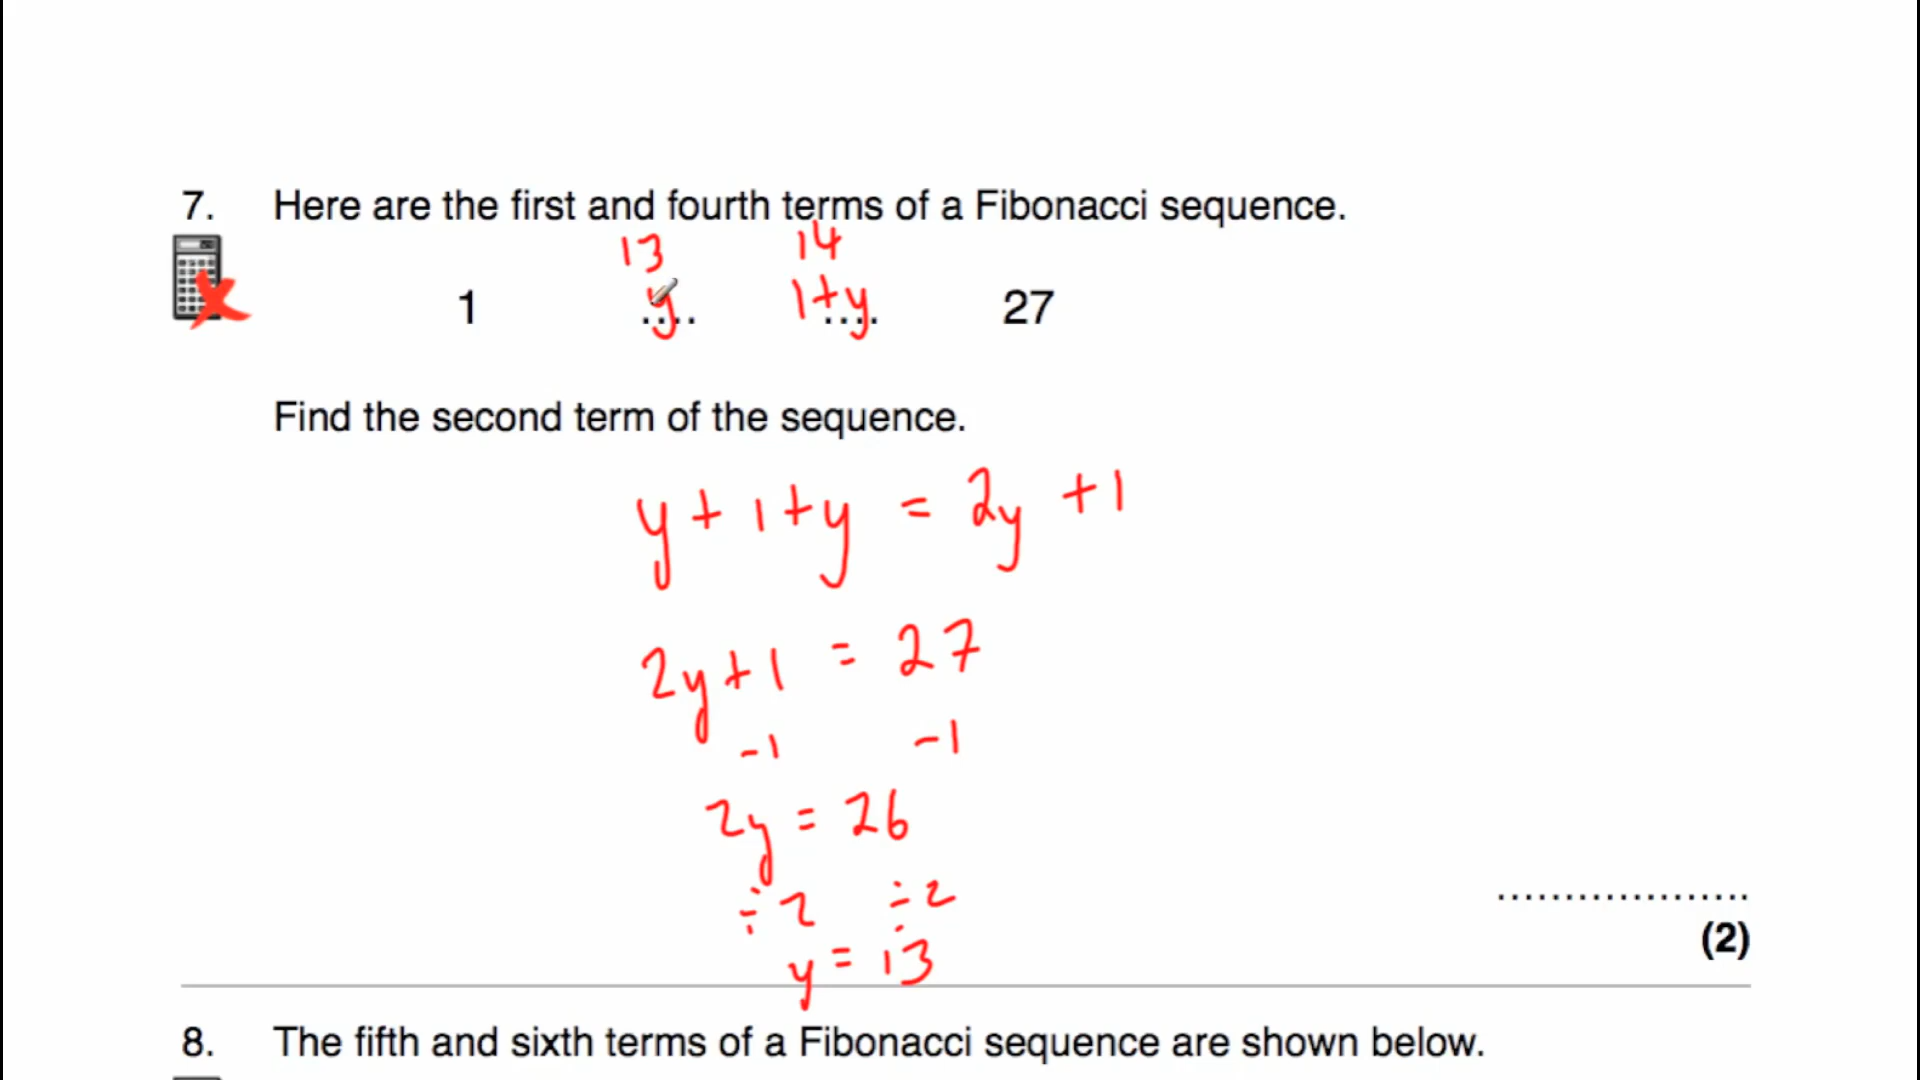 7. Here are the first and fourth terms of a Fibonacci sequence.
13 14
1 y.... 1+y.... 27
Find the second term of the sequence.
y + 1 + y = 2y + 1
2y + 1 = 27
-1 -1
2y = 26
÷2 ÷2
y = 13
...................
(2)
8. The fifth and sixth terms of a Fibonacci sequence are shown below.